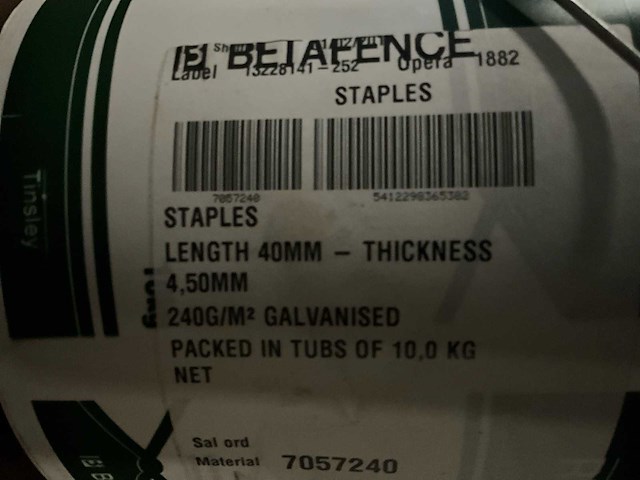 BETAFENCE
Label 13228141-252 Opera 1882
STAPLES
7057240 5412298365382
STAPLES
LENGTH 40MM – THICKNESS
4,50MM
240G/M² GALVANISED
PACKED IN TUBS OF 10,0 KG
NET
Sal ord
Material 7057240
Tinsley